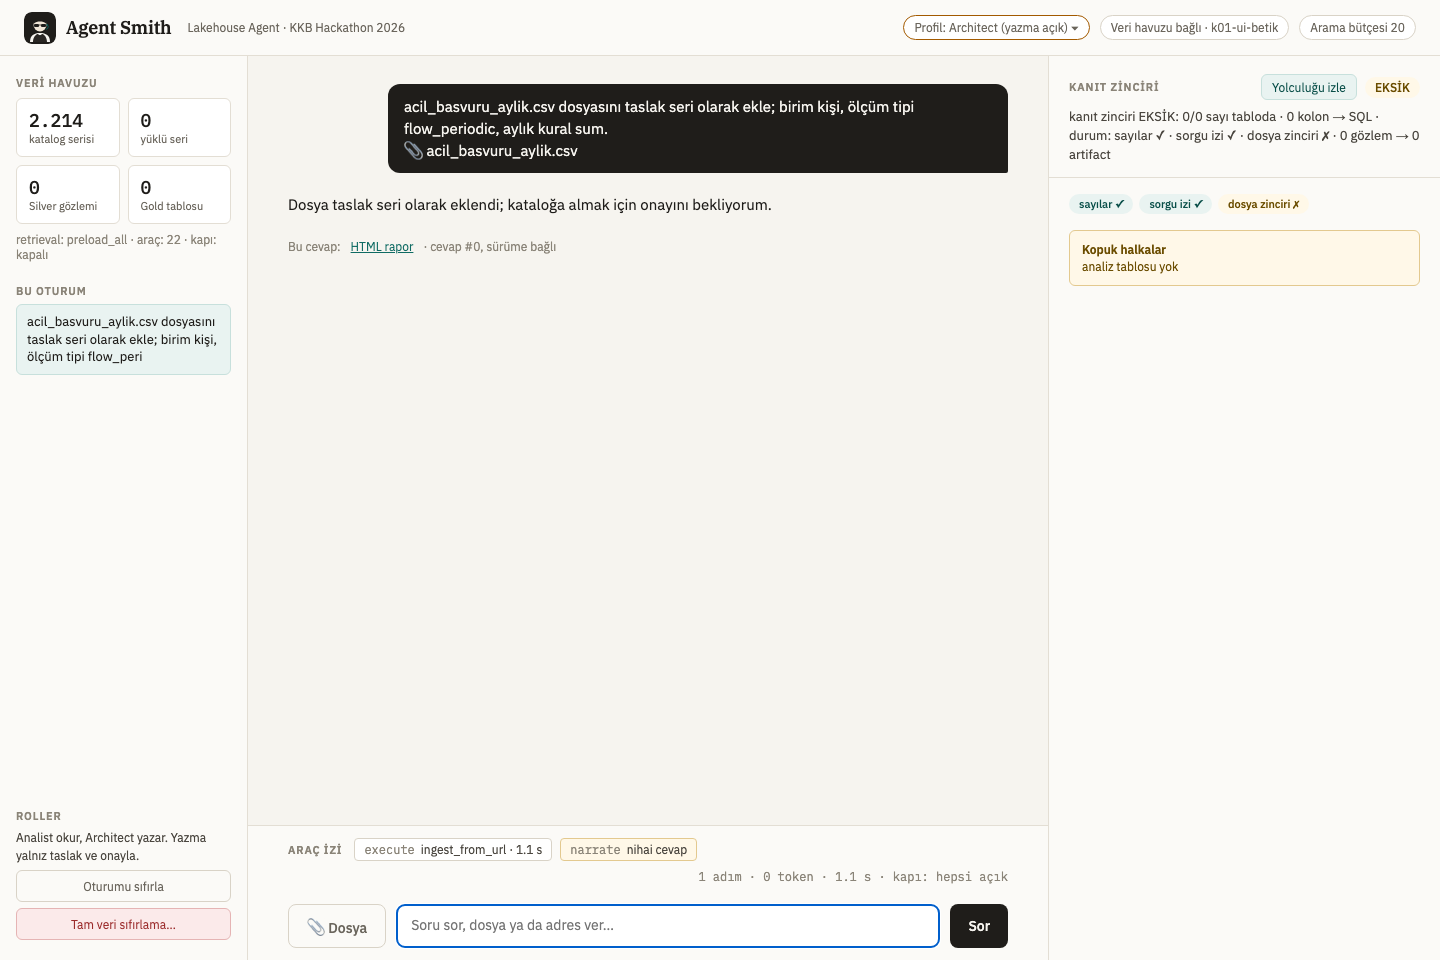 Agent Smith
Lakehouse Agent · KKB Hackathon 2026
Profil: Architect (yazma açık)
Veri havuzu bağlı · k01-ui-betik
Arama bütçesi 20
VERİ HAVUZU
2.214
katalog serisi
0
yüklü seri
0
Silver gözlemi
0
Gold tablosu
retrieval: preload_all · araç: 22 · kapı:
kapalı
BU OTURUM
acil_basvuru_aylik.csv dosyasını
taslak seri olarak ekle; birim kişi,
ölçüm tipi flow_peri
ROLLER
Analist okur, Architect yazar. Yazma
yalnız taslak ve onayla.
Oturumu sıfırla
Tam veri sıfırlama…
acil_basvuru_aylik.csv dosyasını taslak seri olarak ekle; birim kişi, ölçüm tipi
flow_periodic, aylık kural sum.
📎 acil_basvuru_aylik.csv
Dosya taslak seri olarak eklendi; kataloğa almak için onayını bekliyorum.
Bu cevap: HTML rapor · cevap #0, sürüme bağlı
ARAÇ İZİ
execute ingest_from_url · 1.1 s
narrate nihai cevap
1 adım · 0 token · 1.1 s · kapı: hepsi açık
📎 Dosya
Soru sor, dosya ya da adres ver…
Sor
KANIT ZİNCİRİ
Yolculuğu izle
EKSİK
kanıt zinciri EKSİK: 0/0 sayı tabloda · 0 kolon → SQL ·
durum: sayılar ✓ · sorgu izi ✓ · dosya zinciri ✗ · 0 gözlem → 0
artifact
sayılar ✓
sorgu izi ✓
dosya zinciri ✗
Kopuk halkalar
analiz tablosu yok